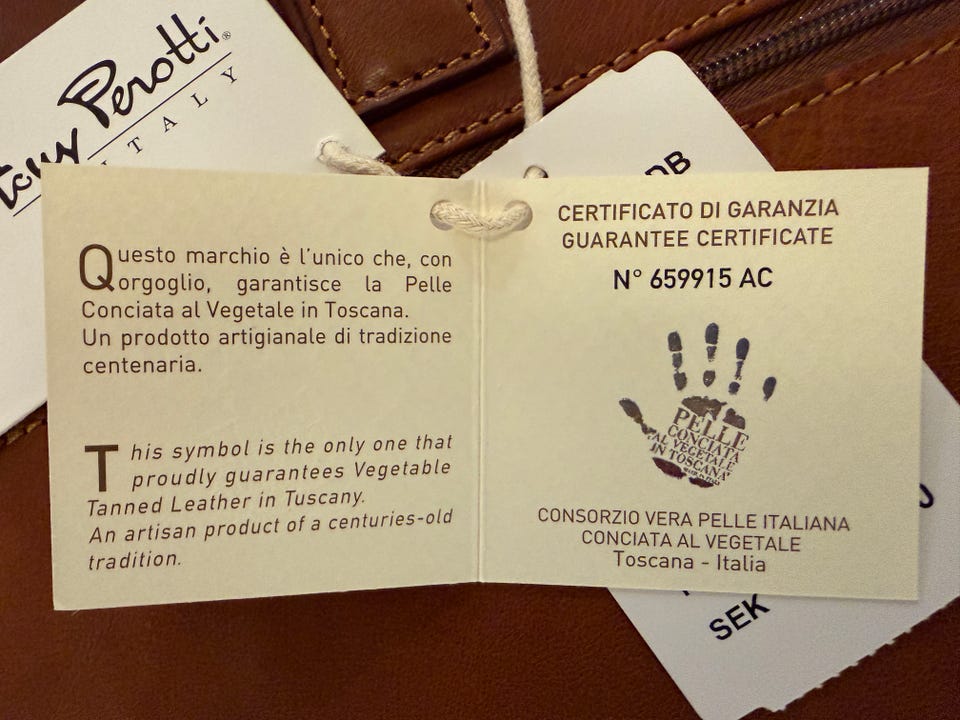 Tony Perotti®
ITALY
DB
Questo marchio è l'unico che, con
orgoglio, garantisce la Pelle
Conciata al Vegetale in Toscana.
Un prodotto artigianale di tradizione
centenaria.
This symbol is the only one that
proudly guarantees Vegetable
Tanned Leather in Tuscany.
An artisan product of a centuries-old
tradition.
CERTIFICATO DI GARANZIA
GUARANTEE CERTIFICATE
N° 659915 AC
PELLE
CONCIATA
AL VEGETALE
IN TOSCANA
CONSORZIO VERA PELLE ITALIANA
CONCIATA AL VEGETALE
Toscana - Italia
SEK